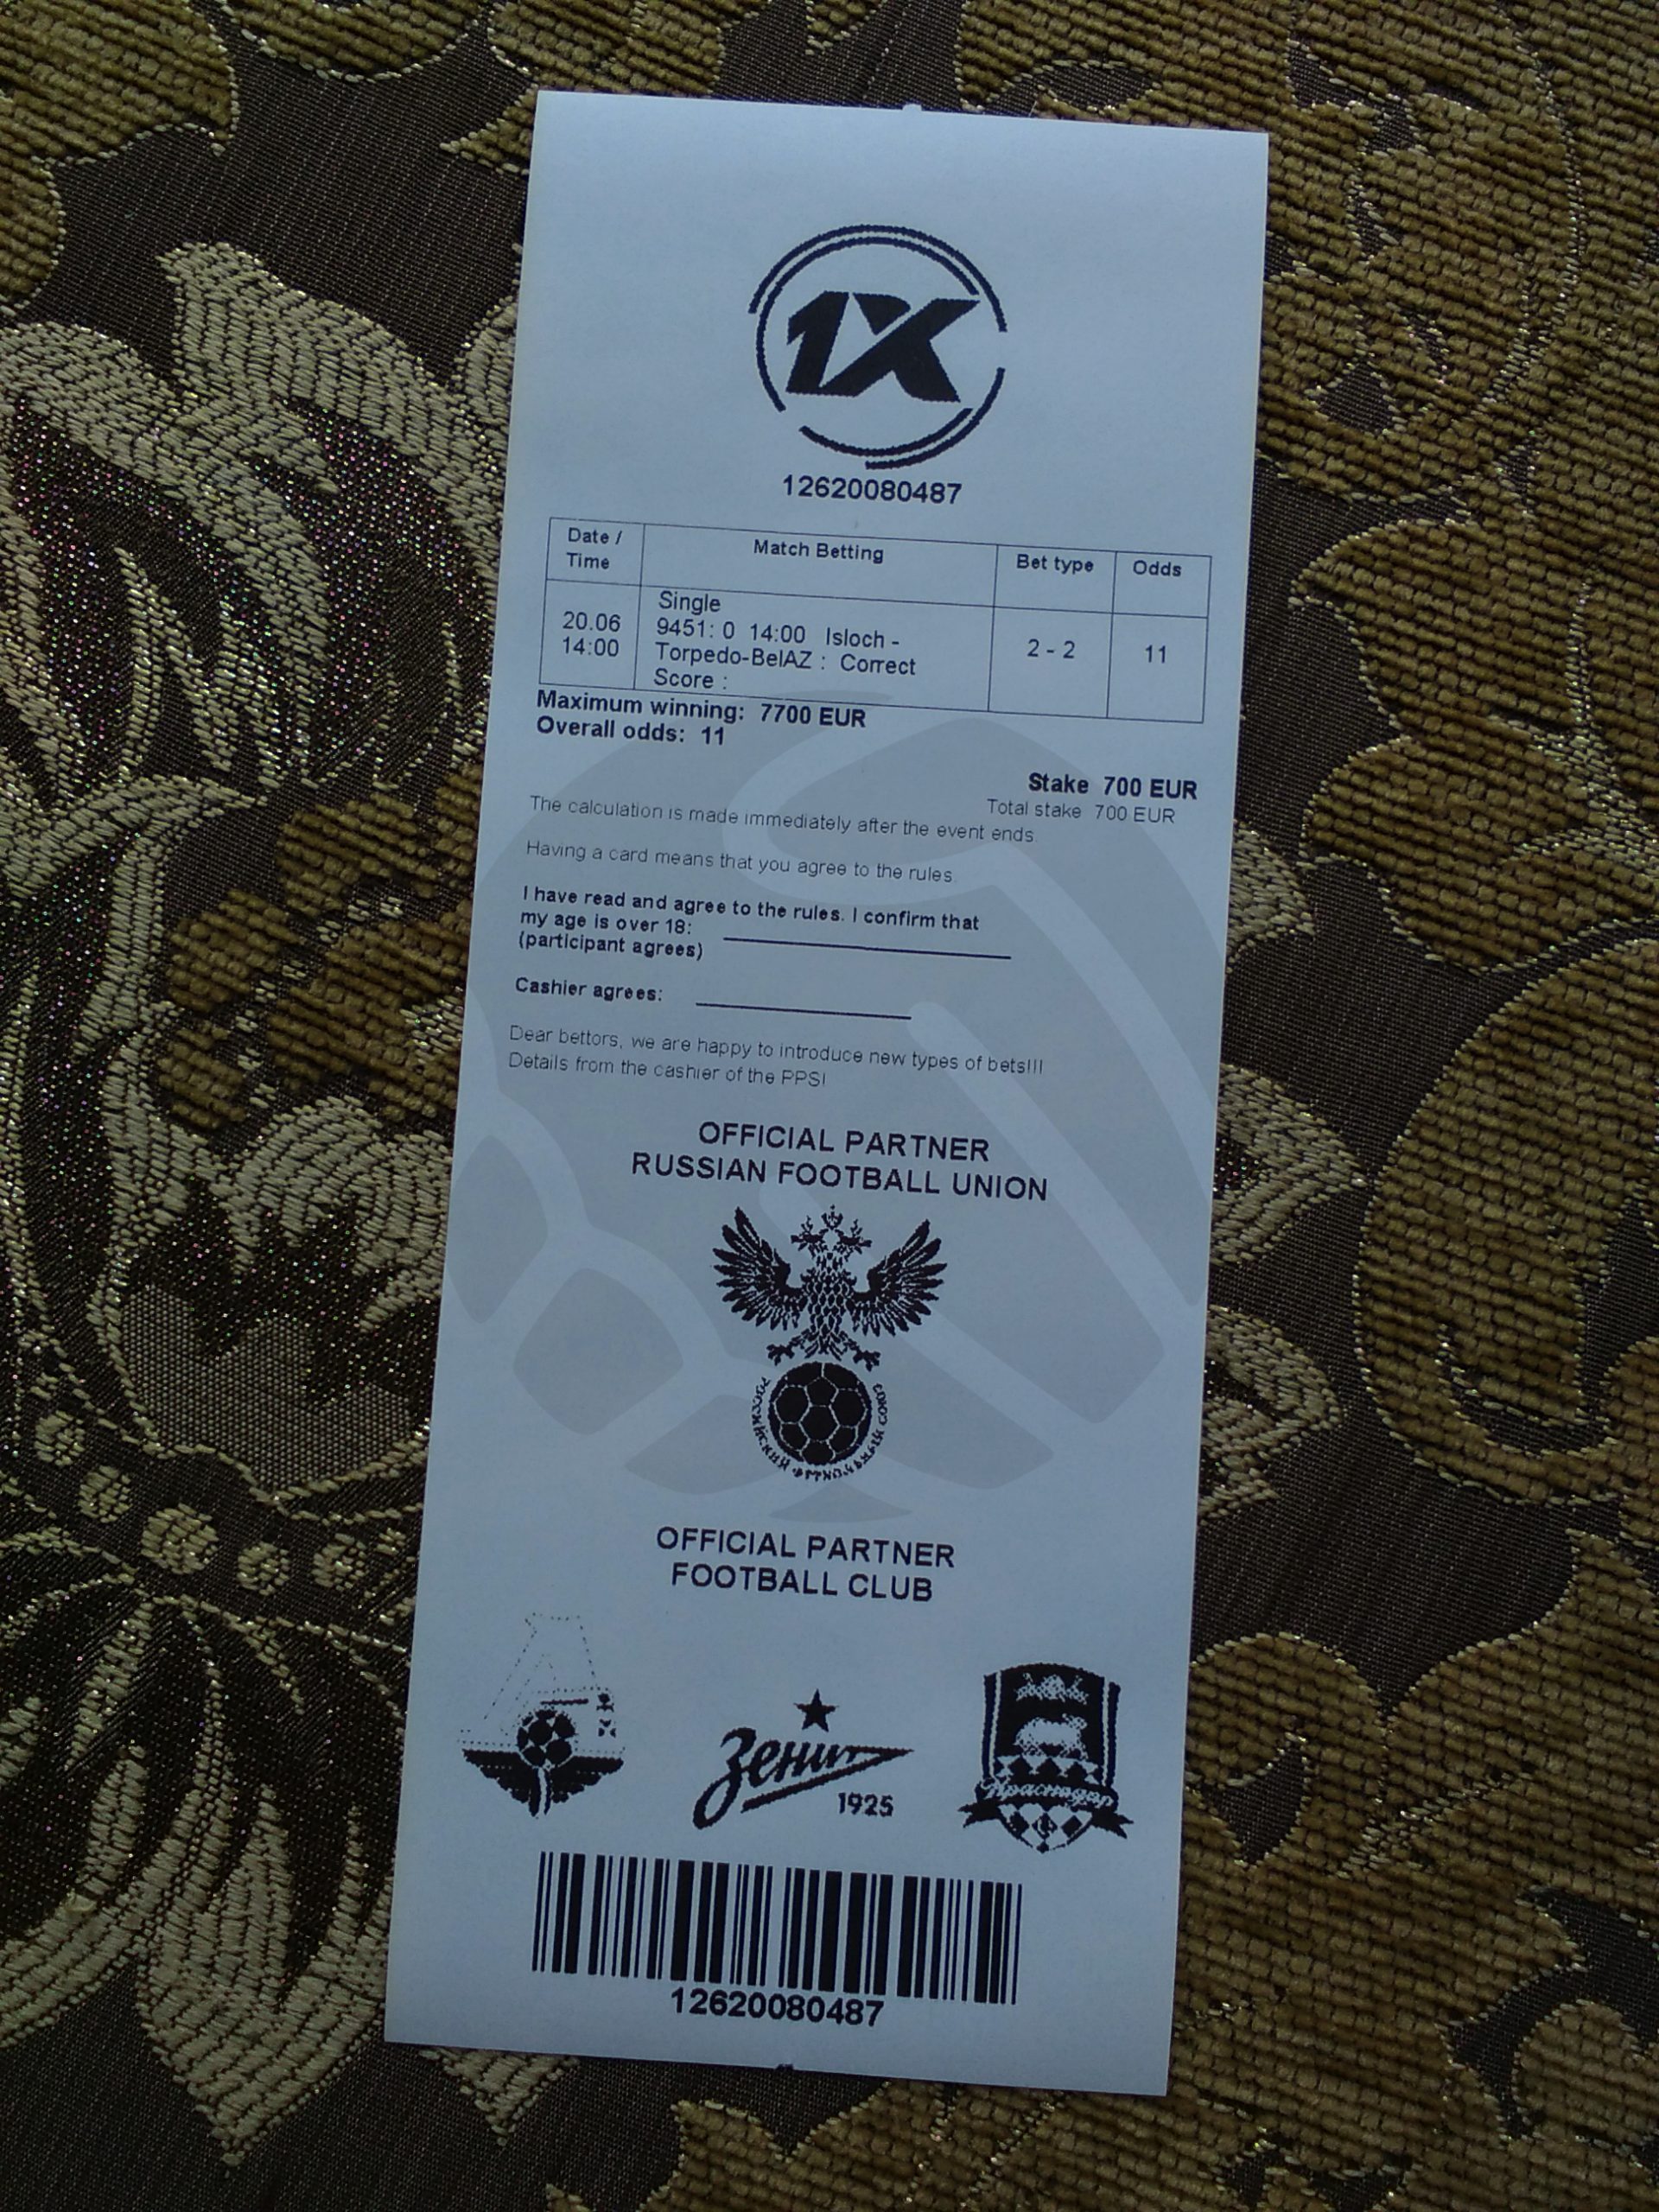 1X
12620080487
Date / Time
Match Betting
Bet type
Odds
20.06
14:00
Single
9451: 0 14:00 Isloch -
Torpedo-BelAZ : Correct
Score :
2 - 2
11
Maximum winning: 7700 EUR
Overall odds: 11
Stake 700 EUR
Total stake 700 EUR
The calculation is made immediately after the event ends.
Having a card means that you agree to the rules.
I have read and agree to the rules. I confirm that
my age is over 18:
(participant agrees)
Cashier agrees:
Dear bettors, we are happy to introduce new types of bets!!!
Details from the cashier of the PPS!
OFFICIAL PARTNER
RUSSIAN FOOTBALL UNION
OFFICIAL PARTNER
FOOTBALL CLUB
Зенит
1925
Краснодар
12620080487